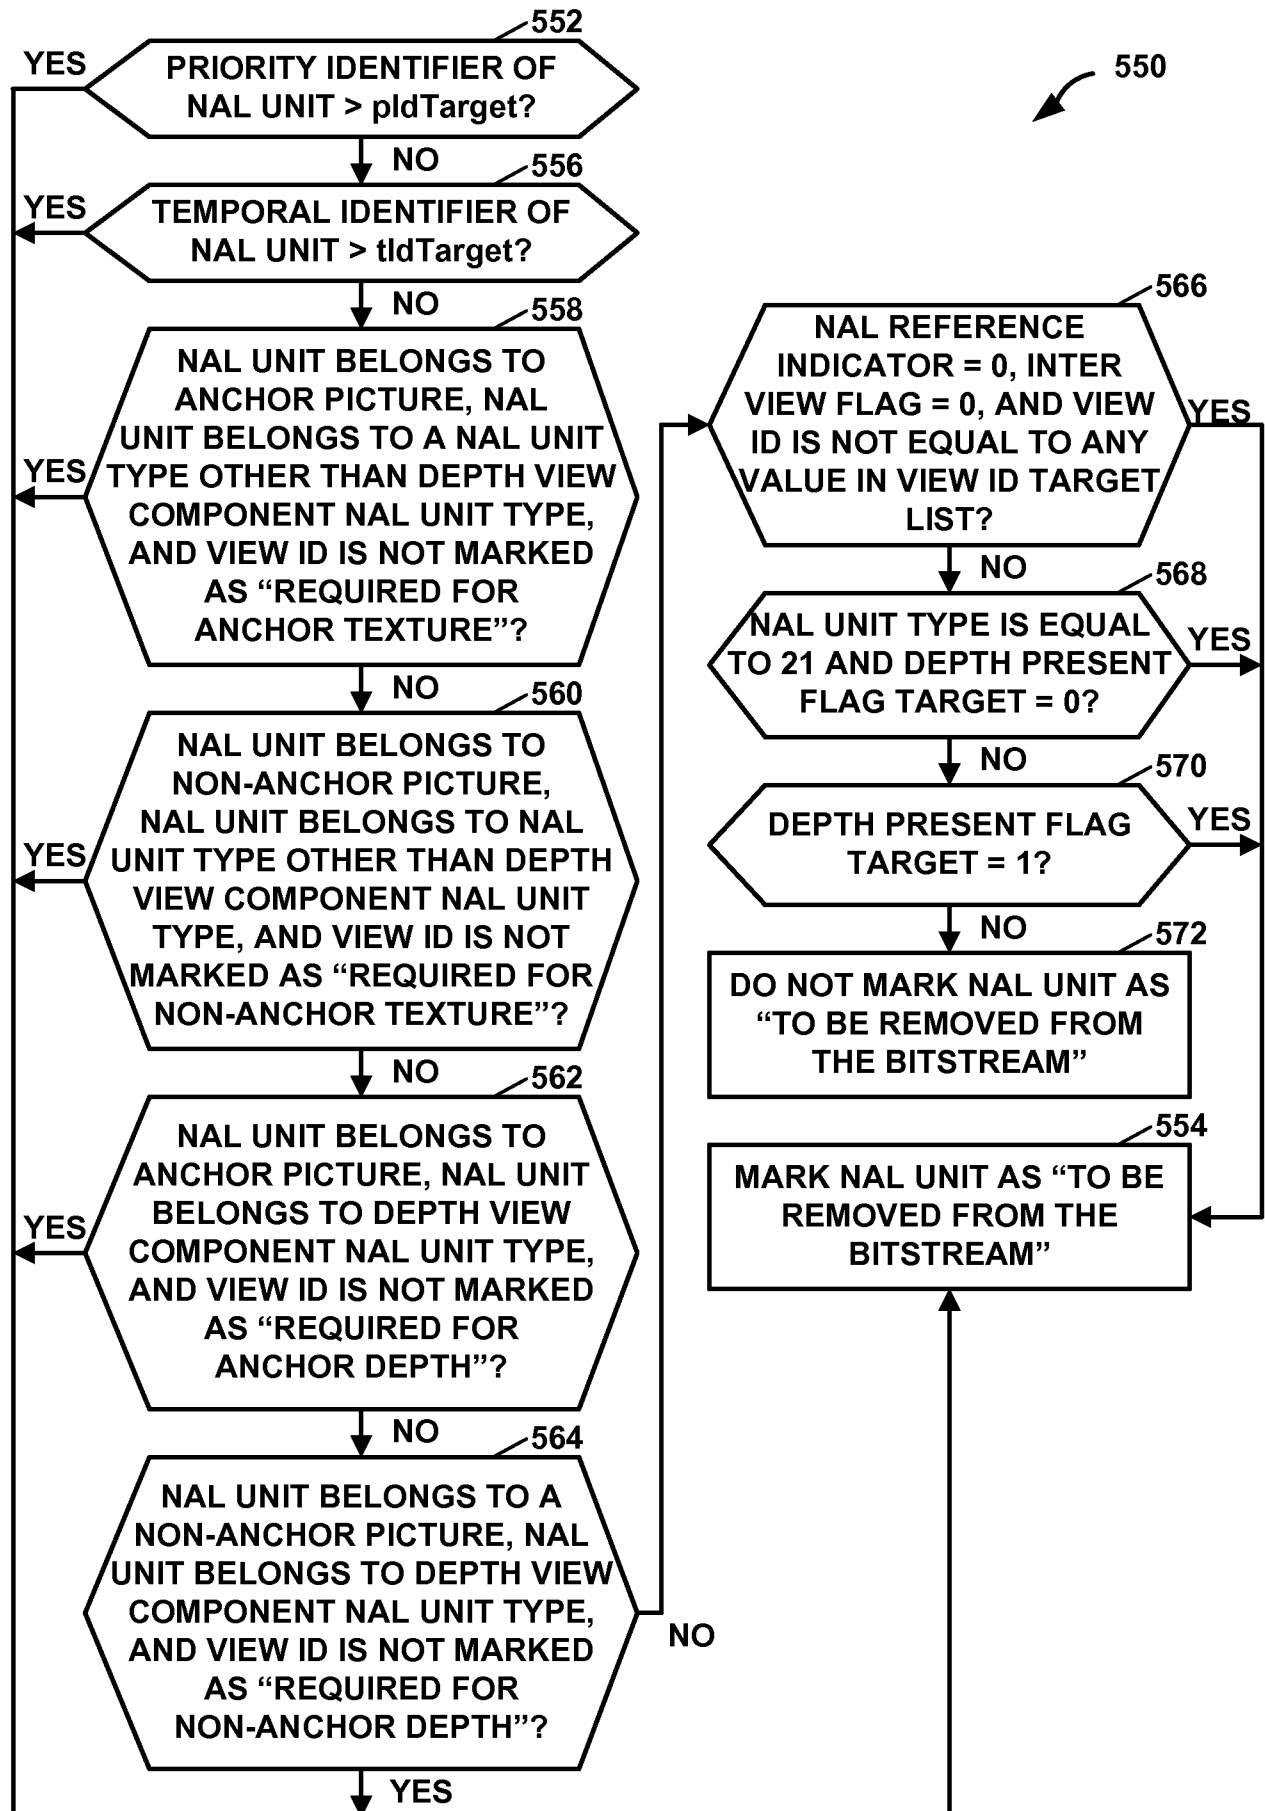 552
YES
PRIORITY IDENTIFIER OF
NAL UNIT > pIdTarget?
NO
556
YES
TEMPORAL IDENTIFIER OF
NAL UNIT > tIdTarget?
NO
558
YES
NAL UNIT BELONGS TO
ANCHOR PICTURE, NAL
UNIT BELONGS TO A NAL UNIT
TYPE OTHER THAN DEPTH VIEW
COMPONENT NAL UNIT TYPE,
AND VIEW ID IS NOT MARKED
AS “REQUIRED FOR
ANCHOR TEXTURE”?
NO
560
YES
NAL UNIT BELONGS TO
NON-ANCHOR PICTURE,
NAL UNIT BELONGS TO NAL
UNIT TYPE OTHER THAN DEPTH
VIEW COMPONENT NAL UNIT
TYPE, AND VIEW ID IS NOT
MARKED AS “REQUIRED FOR
NON-ANCHOR TEXTURE”?
NO
562
YES
NAL UNIT BELONGS TO
ANCHOR PICTURE, NAL UNIT
BELONGS TO DEPTH VIEW
COMPONENT NAL UNIT TYPE,
AND VIEW ID IS NOT MARKED
AS “REQUIRED FOR
ANCHOR DEPTH”?
NO
564
NAL UNIT BELONGS TO A
NON-ANCHOR PICTURE, NAL
UNIT BELONGS TO DEPTH VIEW
COMPONENT NAL UNIT TYPE,
AND VIEW ID IS NOT MARKED
AS “REQUIRED FOR
NON-ANCHOR DEPTH”?
NO
YES
550
566
NAL REFERENCE
INDICATOR = 0, INTER
VIEW FLAG = 0, AND VIEW
ID IS NOT EQUAL TO ANY
VALUE IN VIEW ID TARGET
LIST?
YES
NO
568
NAL UNIT TYPE IS EQUAL
TO 21 AND DEPTH PRESENT
FLAG TARGET = 0?
YES
NO
570
DEPTH PRESENT FLAG
TARGET = 1?
YES
NO
572
DO NOT MARK NAL UNIT AS
“TO BE REMOVED FROM
THE BITSTREAM”
554
MARK NAL UNIT AS “TO BE
REMOVED FROM THE
BITSTREAM”